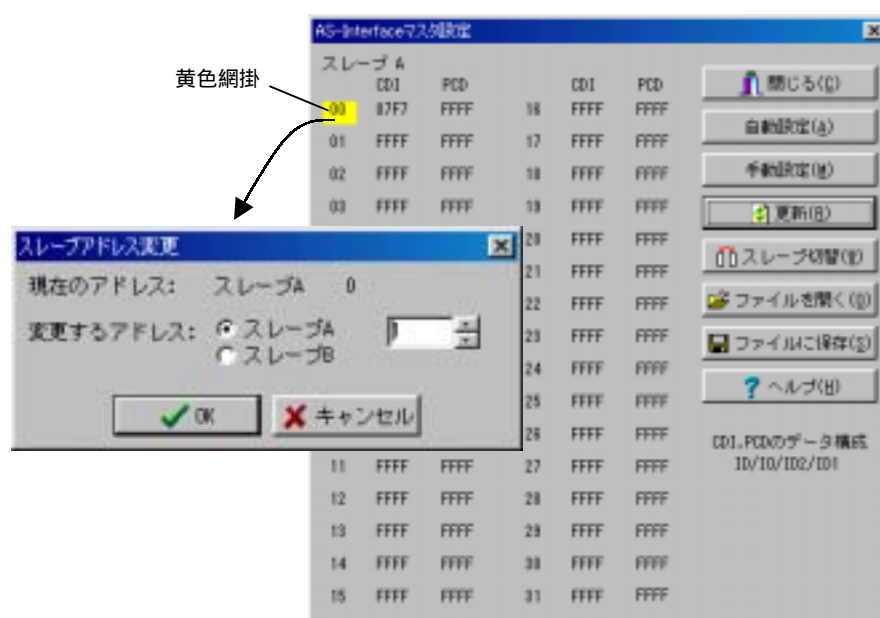 黄色網掛
AS-Interfaceマスタ設定
スレーブ A
CDI PCD CDI PCD
00 07F7 FFFF 16 FFFF FFFF
01 FFFF FFFF 17 FFFF FFFF
02 FFFF FFFF 18 FFFF FFFF
03 FFFF FFFF 19 FFFF FFFF
20 FFFF FFFF
21 FFFF FFFF
22 FFFF FFFF
23 FFFF FFFF
24 FFFF FFFF
25 FFFF FFFF
26 FFFF FFFF
11 FFFF FFFF 27 FFFF FFFF
12 FFFF FFFF 28 FFFF FFFF
13 FFFF FFFF 29 FFFF FFFF
14 FFFF FFFF 30 FFFF FFFF
15 FFFF FFFF 31 FFFF FFFF
閉じる(C)
自動設定(A)
手動設定(M)
更新(R)
スレーブ切替(W)
ファイルを開く(O)
ファイルに保存(S)
ヘルプ(H)
CDI,PCDのデータ構成
ID/IO/ID2/ID1
スレーブアドレス変更
現在のアドレス: スレーブA 0
変更するアドレス: スレーブA
スレーブB
OK キャンセル